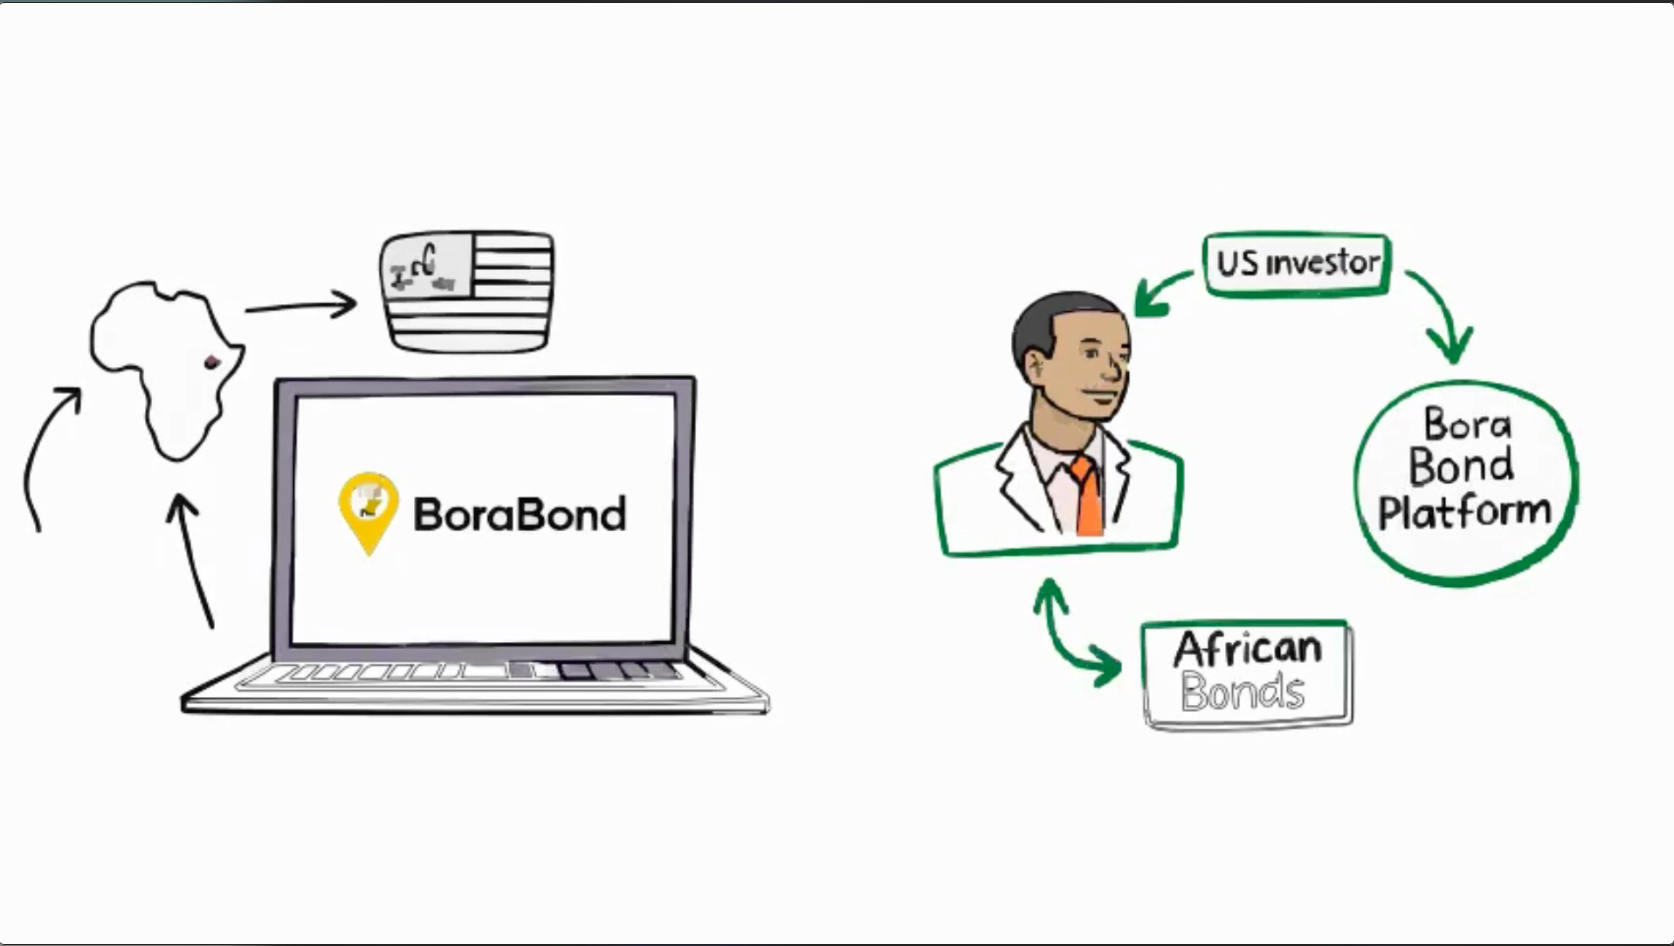 BoraBond
US investor
Bora
Bond
Platform
African
Bonds